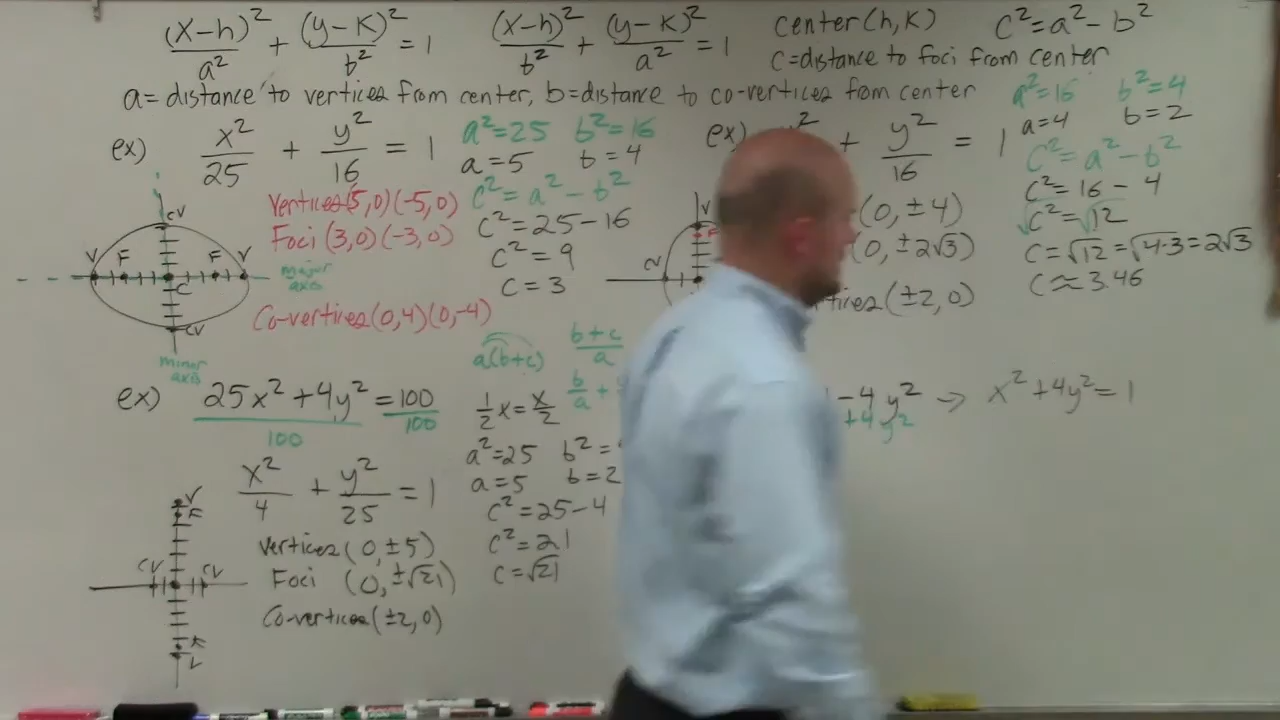 (x-h)²/a² + (y-k)²/b² = 1   (x-h)²/b² + (y-k)²/a² = 1   center(h,k)   c²=a²-b²
c=distance to foci from center
a= distance to vertices from center, b=distance to co-vertices from center
ex) x²/25 + y²/16 = 1
a²=25 b²=16
a=5 b=4
c²=a²-b²
c²=25-16
c²=9
c=3
Vertices(5,0)(-5,0)
Foci (3,0)(-3,0)
Co-vertices(0,4)(0,-4)
CV
V F F V
C
CV
major axis
minor axis
ex) + y²/16 = 1
a²=16 b²=4
a=4 b=2
c²=a²-b²
c²=16-4
√c²=√12
c=√12=√4·3=2√3
c≈3.46
(0,±4)
(0,±2√3)
(±2,0)
V
F
CV
ex) 25x²+4y²=100
100 100
x²/4 + y²/25 = 1
Vertices(0,±5)
Foci (0,±√21)
Co-vertices(±2,0)
V
F
CV CV
F
V
a(b+c)
b+c/a
b/a +
1/2x=x/2
a²=25 b²=
a=5 b=2
c²=25-4
c²=21
c=√21
-4y² → x²+4y²=1
+4y²